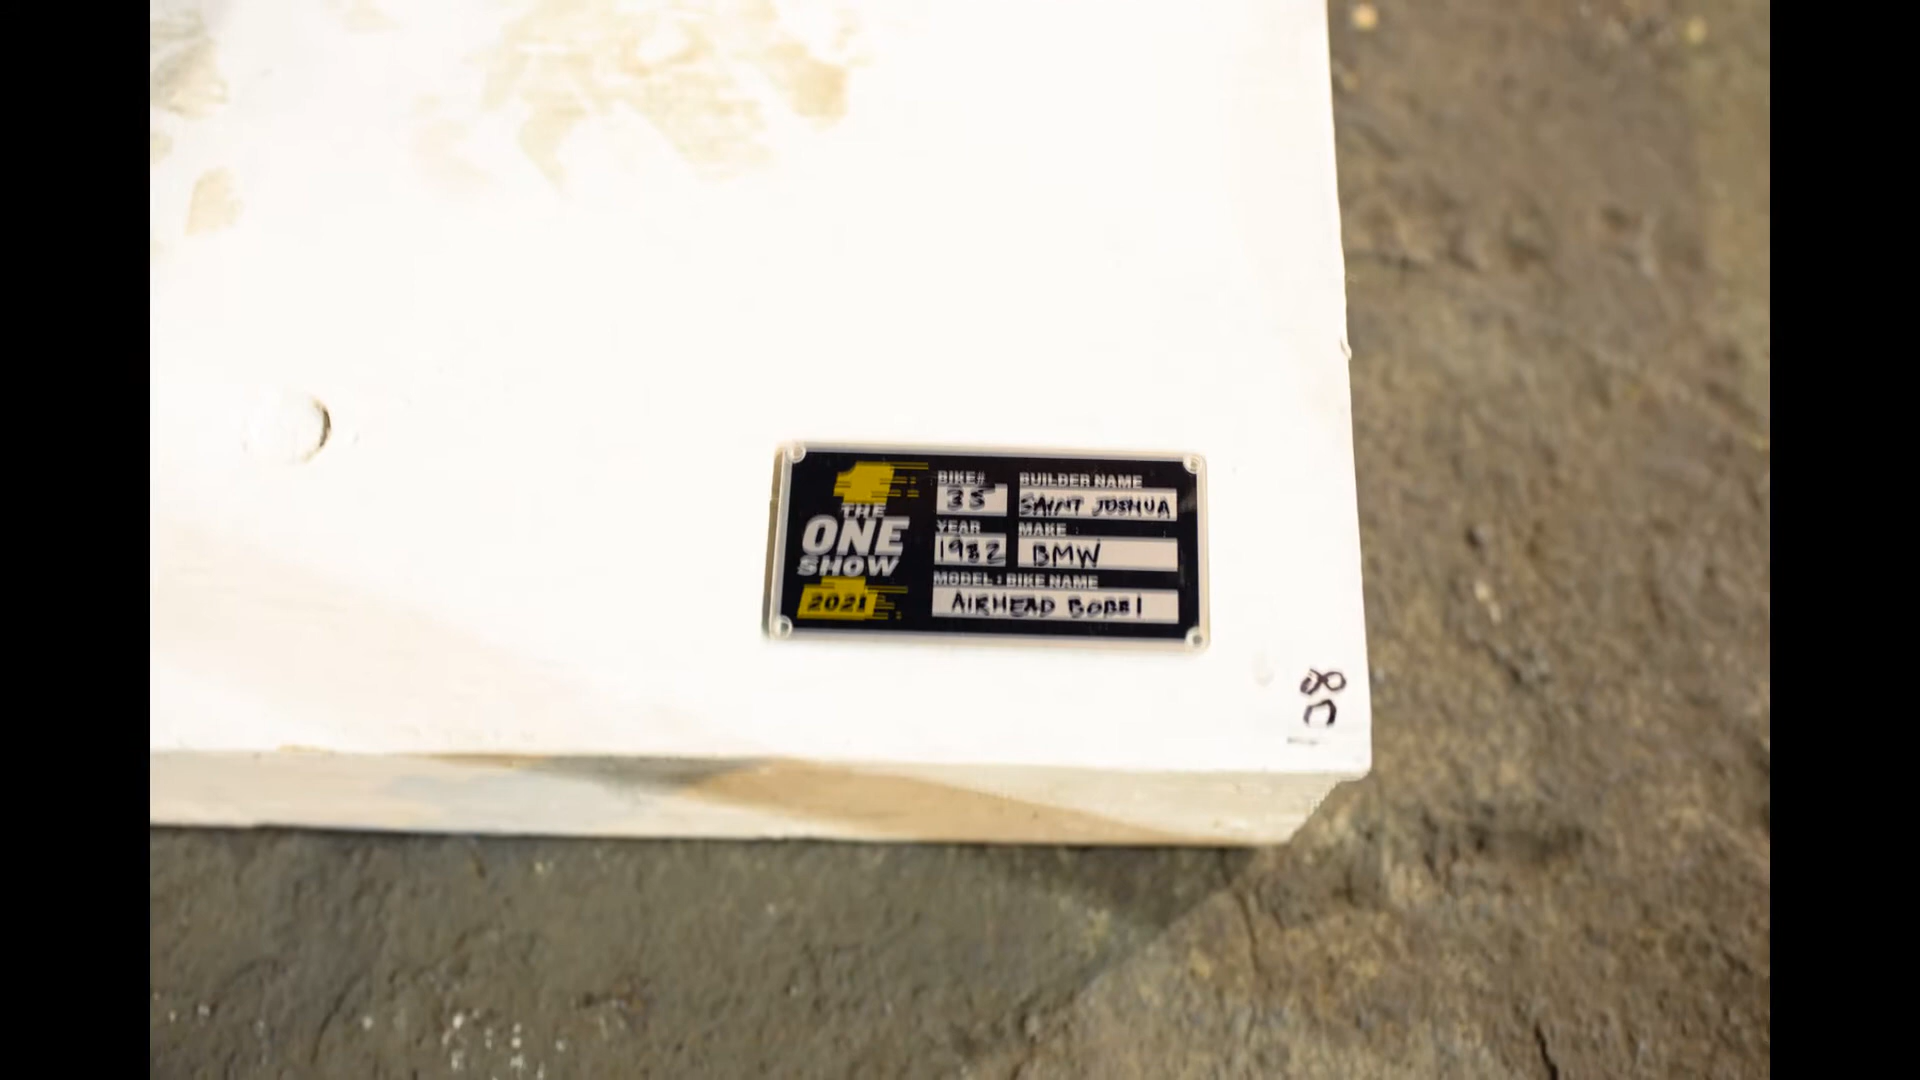 THE
ONE
SHOW
2021
BIKE# BUILDER NAME
35 SAINT JOSHUA
YEAR MAKE
1982 BMW
MODEL : BIKE NAME
AIRHEAD BOBBI